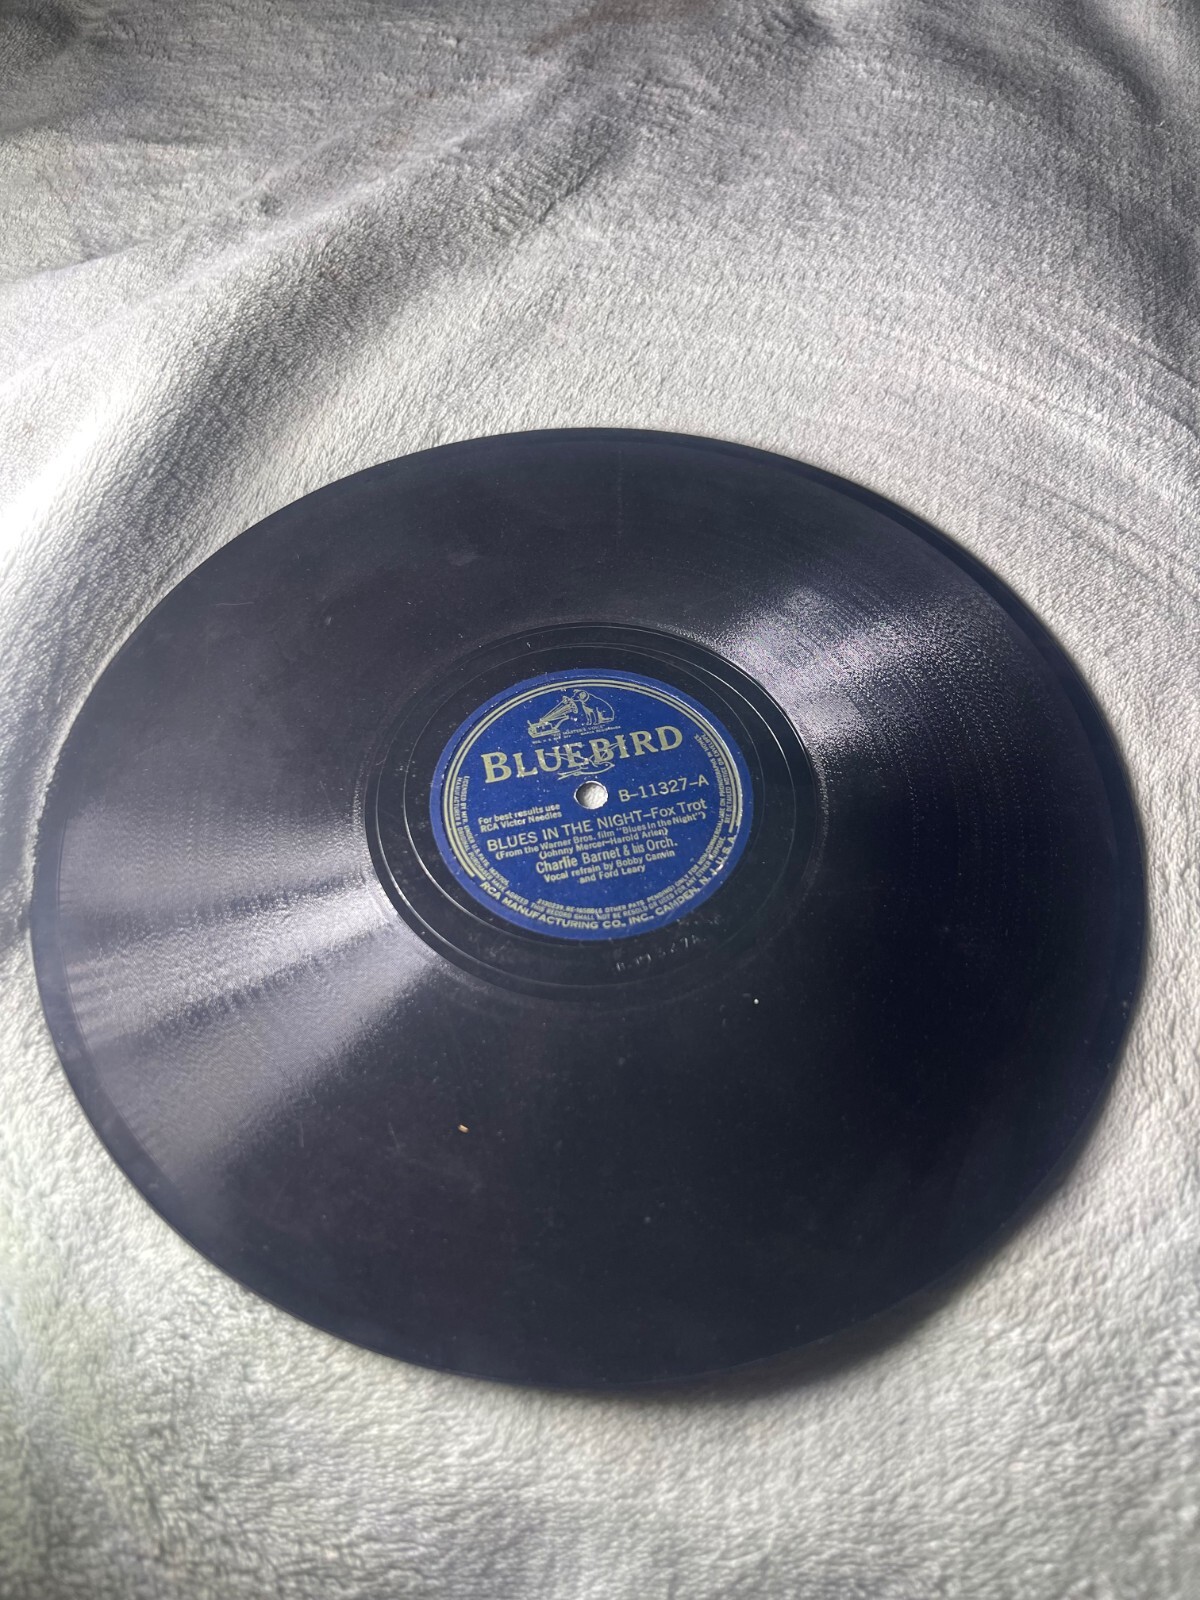 BLUEBIRD
B-11327-A
For best results use
RCA Victor Needles
BLUES IN THE NIGHT-Fox Trot
(From the Warner Bros. film "Blues in the Night")
(Johnny Mercer-Harold Arlen)
Charlie Barnet & his Orch.
Vocal refrain by Bobby Carwin
and Ford Leary
RCA MANUFACTURING CO., INC., CAMDEN, N. J., U. S. A.